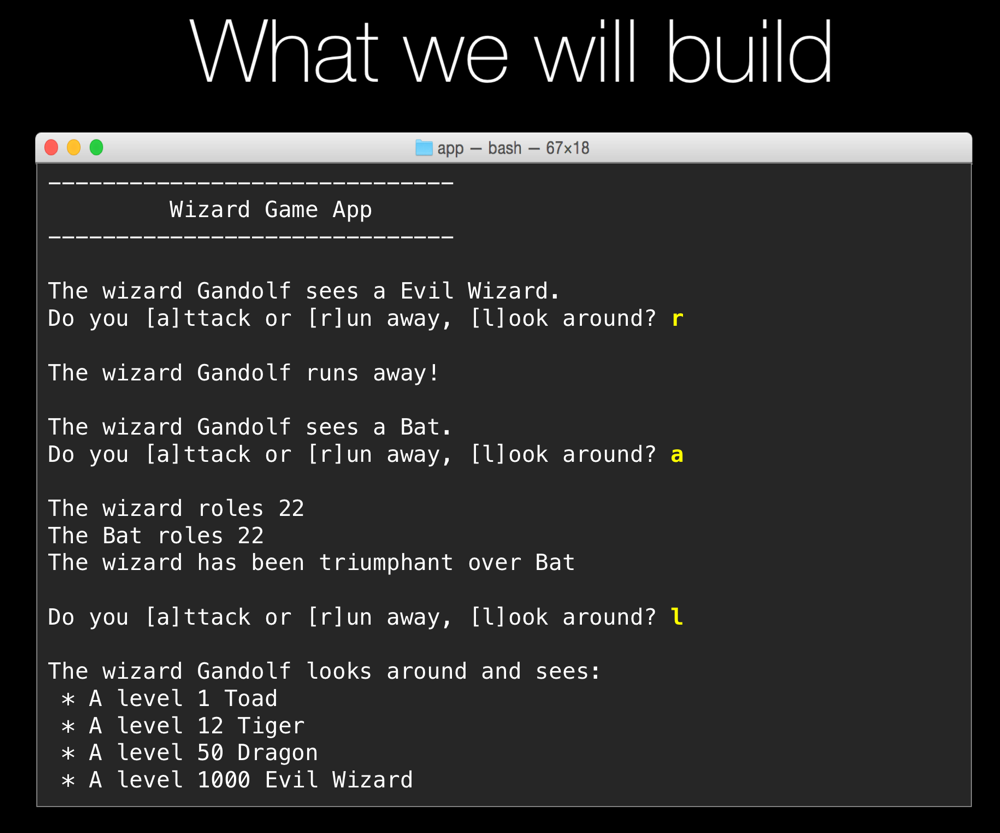 What we will build
app — bash — 67×18
------------------------------
Wizard Game App
------------------------------
The wizard Gandolf sees a Evil Wizard.
Do you [a]ttack or [r]un away, [l]ook around? r
The wizard Gandolf runs away!
The wizard Gandolf sees a Bat.
Do you [a]ttack or [r]un away, [l]ook around? a
The wizard roles 22
The Bat roles 22
The wizard has been triumphant over Bat
Do you [a]ttack or [r]un away, [l]ook around? l
The wizard Gandolf looks around and sees:
* A level 1 Toad
* A level 12 Tiger
* A level 50 Dragon
* A level 1000 Evil Wizard